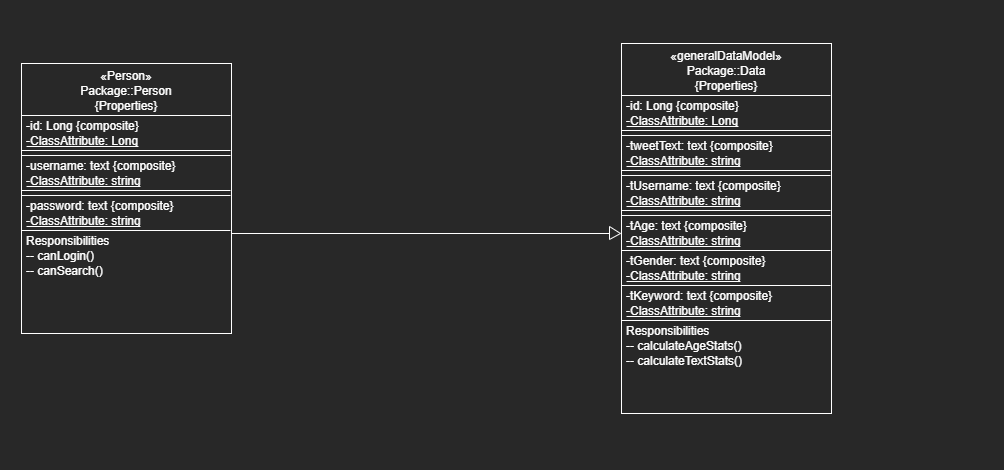 «Person»
Package::Person
{Properties}
-id: Long {composite}
-ClassAttribute: Long
-username: text {composite}
-ClassAttribute: string
-password: text {composite}
-ClassAttribute: string
Responsibilities
-- canLogin()
-- canSearch()
«generalDataModel»
Package::Data
{Properties}
-id: Long {composite}
-ClassAttribute: Long
-tweetText: text {composite}
-ClassAttribute: string
-tUsername: text {composite}
-ClassAttribute: string
-tAge: text {composite}
-ClassAttribute: string
-tGender: text {composite}
-ClassAttribute: string
-tKeyword: text {composite}
-ClassAttribute: string
Responsibilities
-- calculateAgeStats()
-- calculateTextStats()